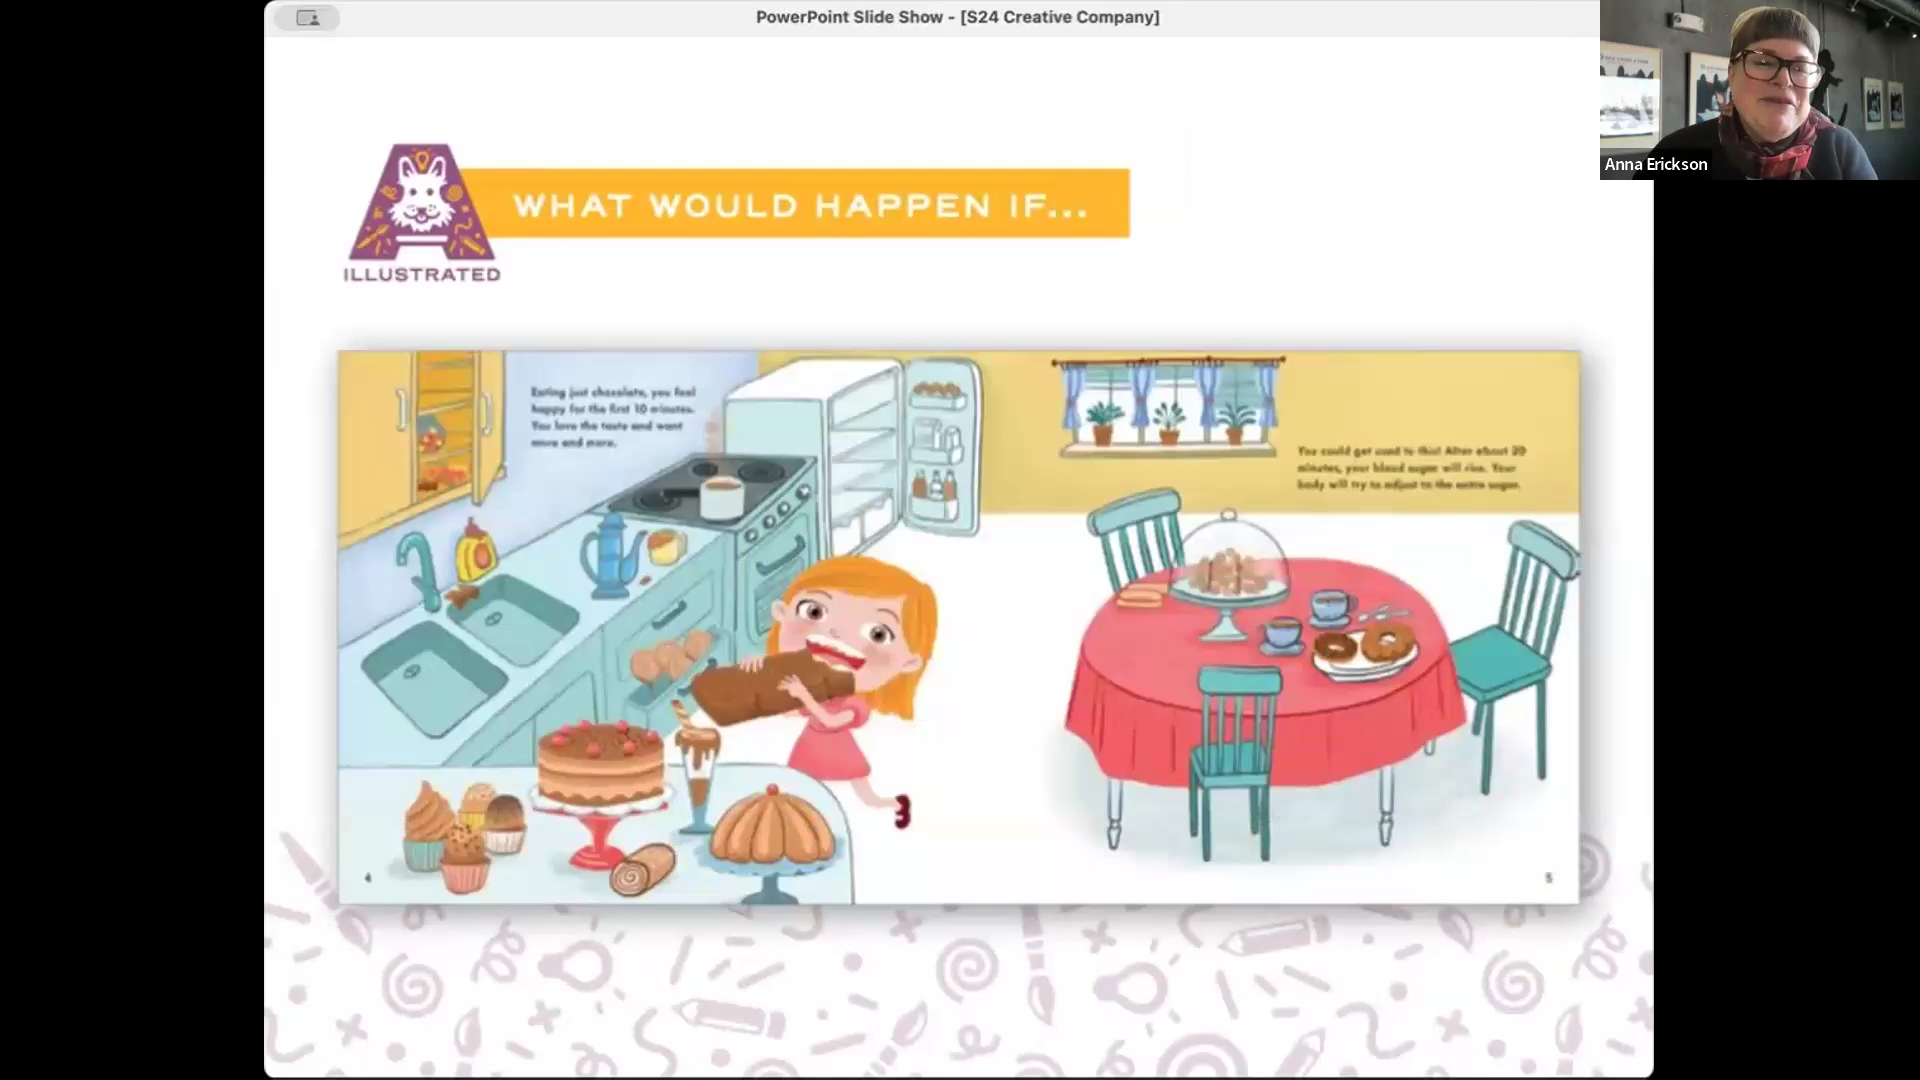 PowerPoint Slide Show - [S24 Creative Company]
Anna Erickson
WHAT WOULD HAPPEN IF...
ILLUSTRATED
Eating just chocolate, you feel
happy for the first 10 minutes.
You love the taste and want
more and more.
You could get used to this! After about 20
minutes, your blood sugar will rise. Your
body will try to adjust to the extra sugar.
4
5